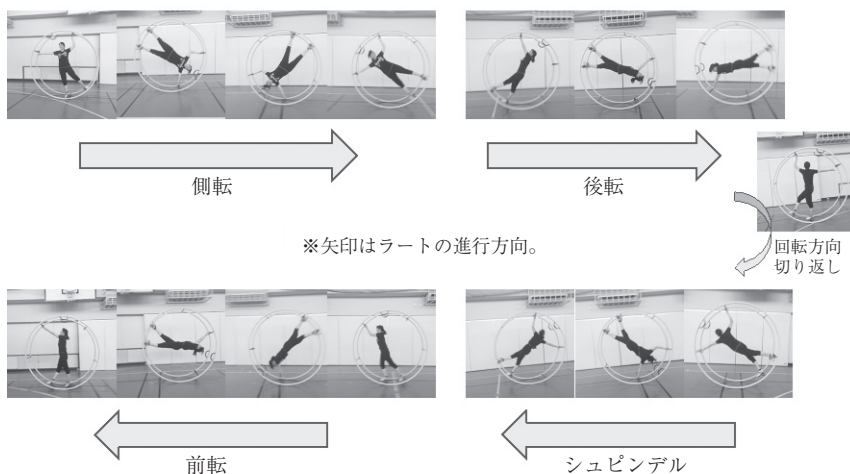 側転
後転
※矢印はラートの進行方向。
回転方向
切り返し
前転
シュピンデル